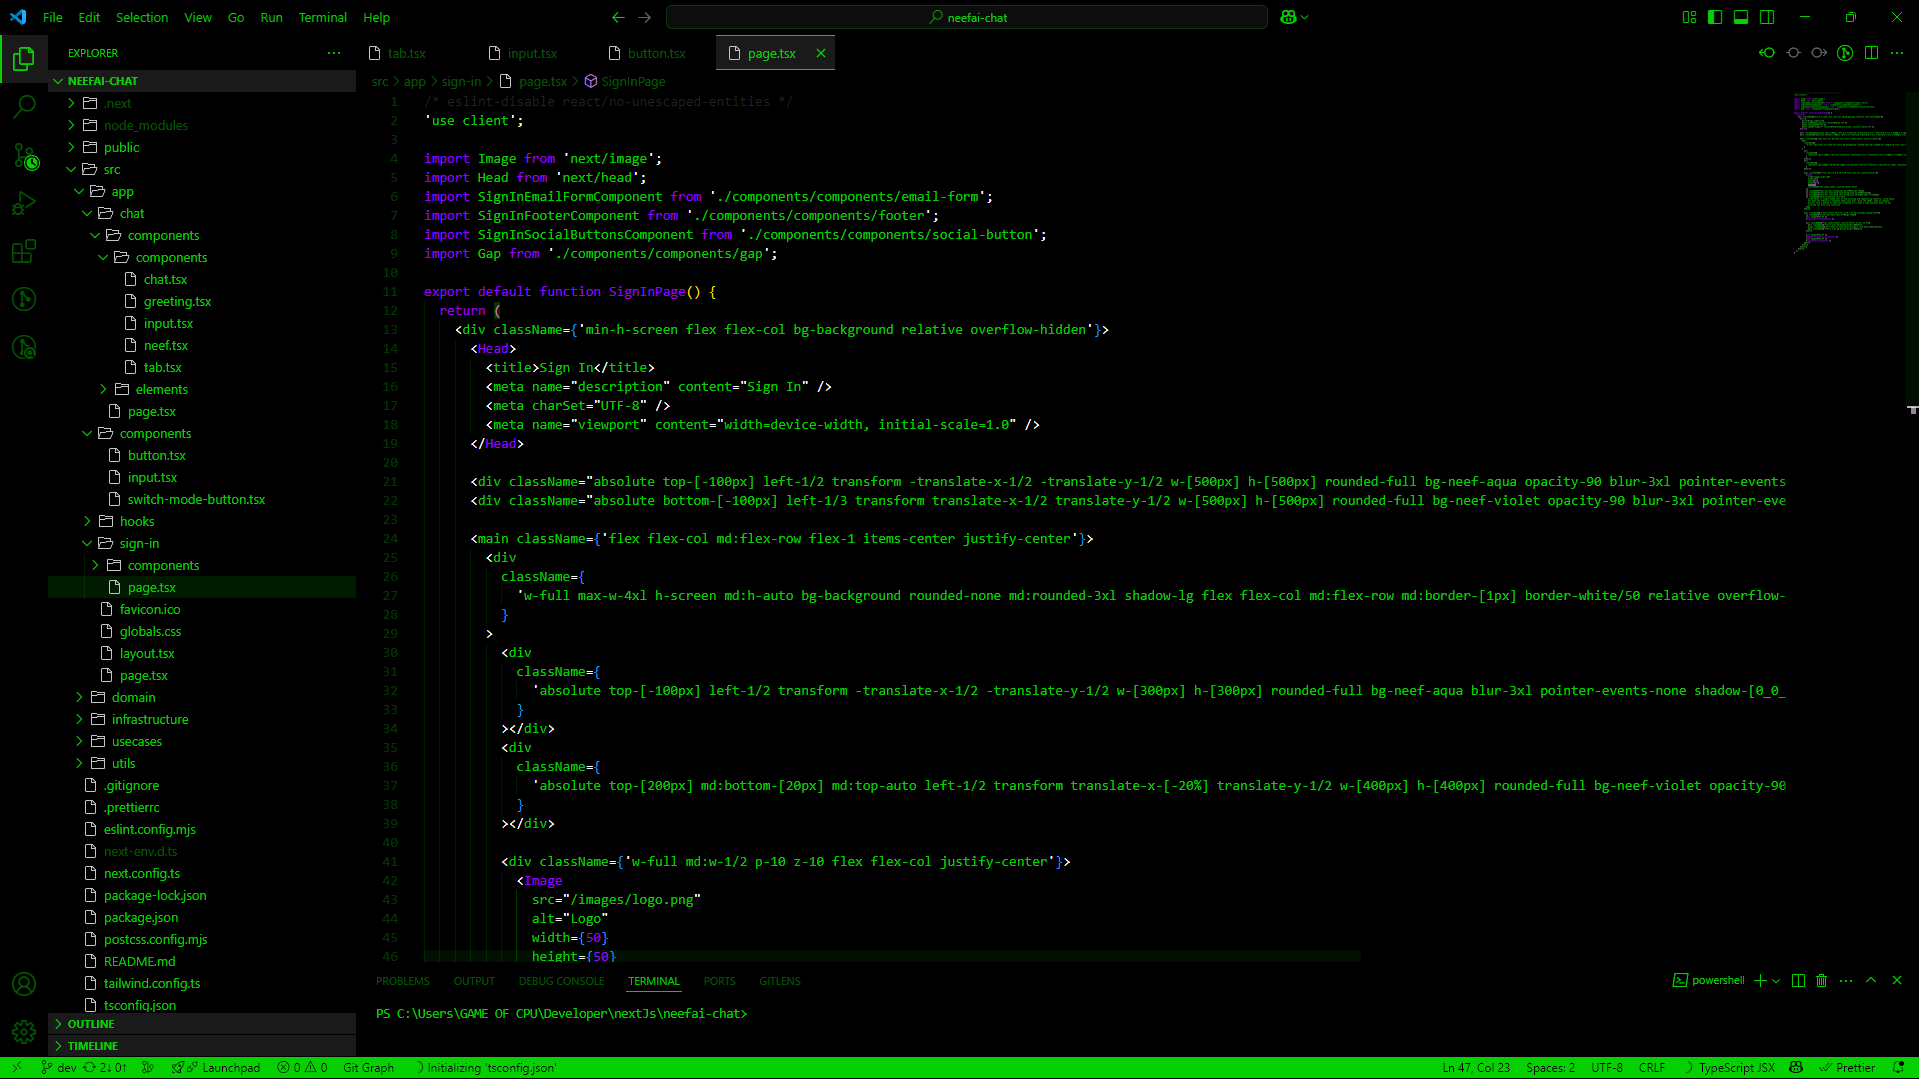 File Edit Selection View Go Run Terminal Help
neefai-chat
EXPLORER
NEEFAI-CHAT
.next
node_modules
public
src
app
chat
components
components
chat.tsx
greeting.tsx
input.tsx
neef.tsx
tab.tsx
elements
page.tsx
components
button.tsx
input.tsx
switch-mode-button.tsx
hooks
sign-in
components
page.tsx
favicon.ico
globals.css
layout.tsx
page.tsx
domain
infrastructure
usecases
utils
.gitignore
.prettierrc
eslint.config.mjs
next-env.d.ts
next.config.ts
package-lock.json
package.json
postcss.config.mjs
README.md
tailwind.config.ts
tsconfig.json
OUTLINE
TIMELINE
tab.tsx input.tsx button.tsx page.tsx
src > app > sign-in > page.tsx > SignInPage
1 /* eslint-disable react/no-unescaped-entities */
2 'use client';
3
4 import Image from 'next/image';
5 import Head from 'next/head';
6 import SignInEmailFormComponent from './components/components/email-form';
7 import SignInFooterComponent from './components/components/footer';
8 import SignInSocialButtonsComponent from './components/components/social-button';
9 import Gap from './components/components/gap';
10
11 export default function SignInPage() {
12 return (
13 <div className={'min-h-screen flex flex-col bg-background relative overflow-hidden'}>
14 <Head>
15 <title>Sign In</title>
16 <meta name="description" content="Sign In" />
17 <meta charSet="UTF-8" />
18 <meta name="viewport" content="width=device-width, initial-scale=1.0" />
19 </Head>
20
21 <div className="absolute top-[-100px] left-1/2 transform -translate-x-1/2 -translate-y-1/2 w-[500px] h-[500px] rounded-full bg-neef-aqua opacity-90 blur-3xl pointer-events
22 <div className="absolute bottom-[-100px] left-1/3 transform translate-x-1/2 translate-y-1/2 w-[500px] h-[500px] rounded-full bg-neef-violet opacity-90 blur-3xl pointer-eve
23
24 <main className={'flex flex-col md:flex-row flex-1 items-center justify-center'}>
25 <div
26 className={
27 'w-full max-w-4xl h-screen md:h-auto bg-background rounded-none md:rounded-3xl shadow-lg flex flex-col md:flex-row md:border-[1px] border-white/50 relative overflow-
28 }
29 >
30 <div
31 className={
32 'absolute top-[-100px] left-1/2 transform -translate-x-1/2 -translate-y-1/2 w-[300px] h-[300px] rounded-full bg-neef-aqua blur-3xl pointer-events-none shadow-[0_0_
33 }
34 ></div>
35 <div
36 className={
37 'absolute top-[200px] md:bottom-[20px] md:top-auto left-1/2 transform translate-x-[-20%] translate-y-1/2 w-[400px] h-[400px] rounded-full bg-neef-violet opacity-90
38 }
39 ></div>
40
41 <div className={'w-full md:w-1/2 p-10 z-10 flex flex-col justify-center'}>
42 <Image
43 src="/images/logo.png"
44 alt="Logo"
45 width={50}
46 height={50}
PROBLEMS OUTPUT DEBUG CONSOLE TERMINAL PORTS GITLENS
powershell
PS C:\Users\GAME OF CPU\Developer\nextJs\neefai-chat>
dev 2↓ 0↑ Launchpad 0 0 Git Graph Initializing 'tsconfig.json'
Ln 47, Col 23 Spaces: 2 UTF-8 CRLF TypeScript JSX Prettier